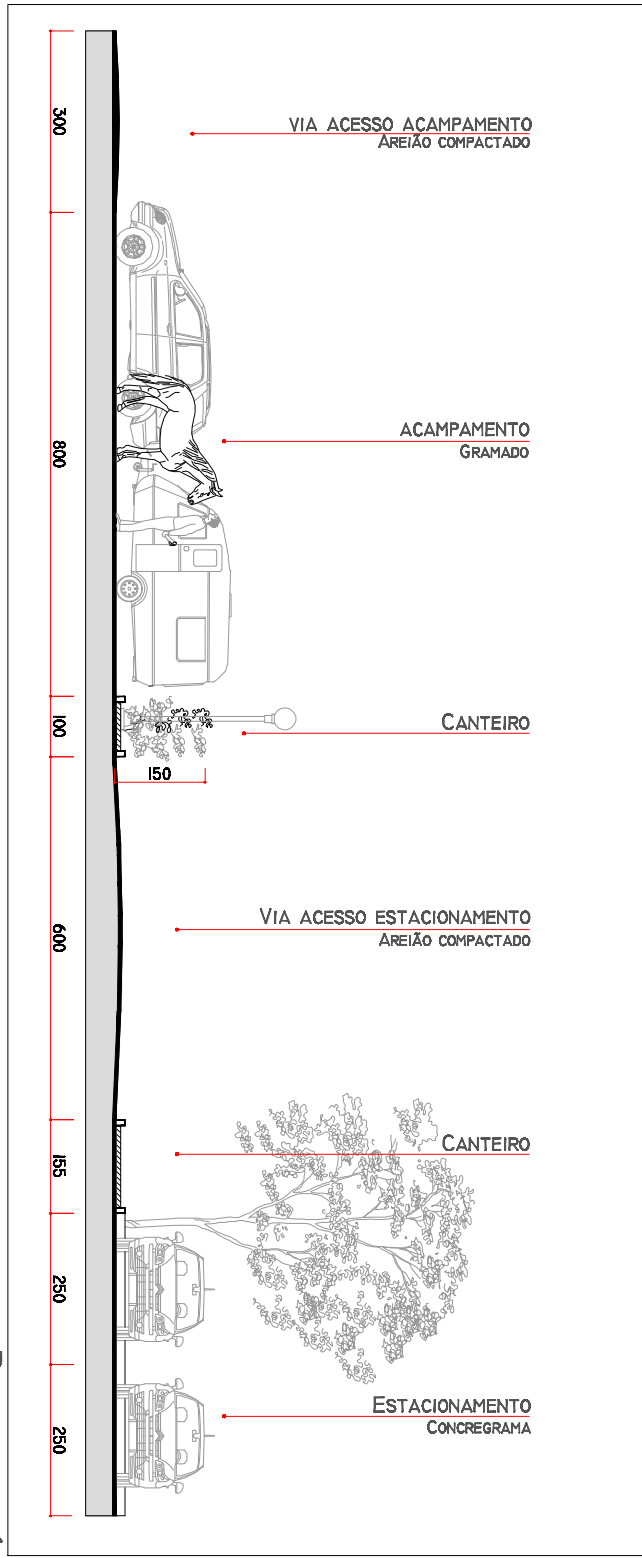 300
VIA ACESSO ACAMPAMENTO
AREIÃO COMPACTADO
800
ACAMPAMENTO
GRAMADO
100
CANTEIRO
150
600
VIA ACESSO ESTACIONAMENTO
AREIÃO COMPACTADO
155
CANTEIRO
250
250
ESTACIONAMENTO
CONCREGRAMA